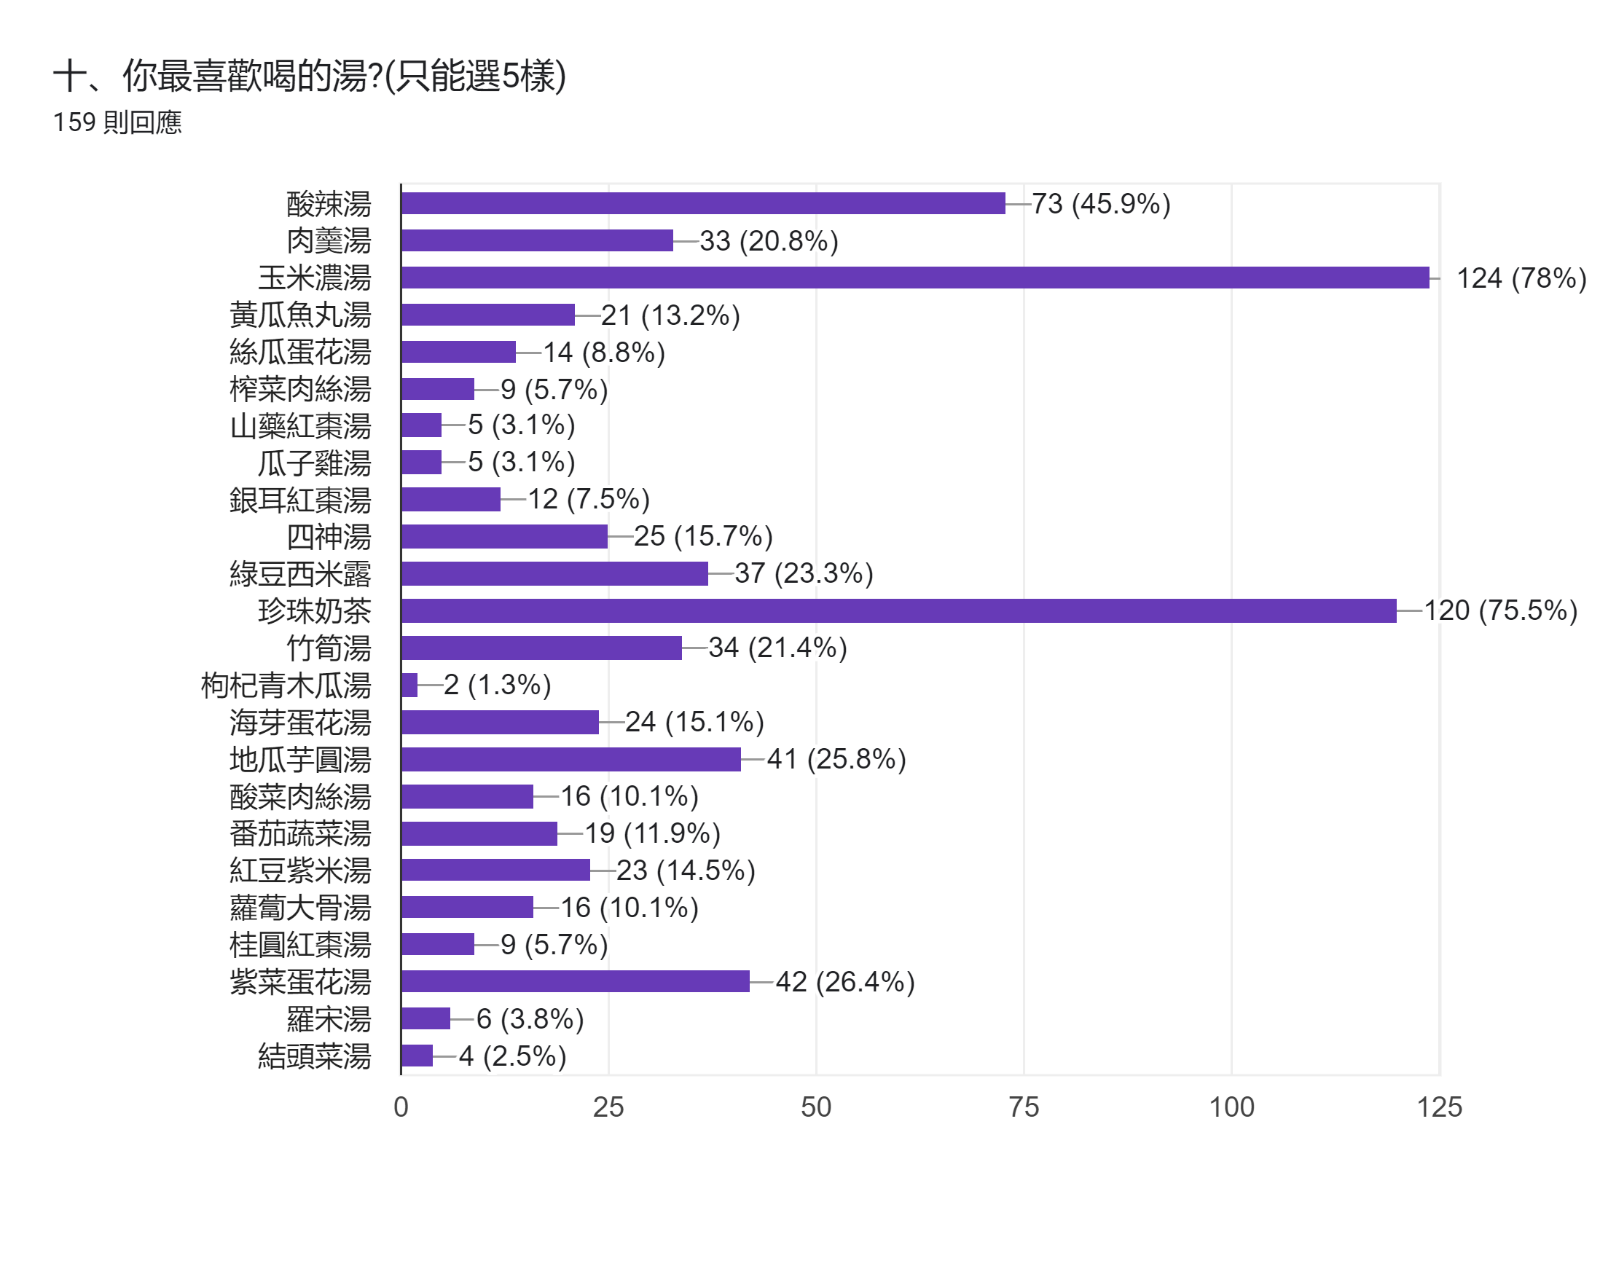 十、你最喜歡喝的湯?(只能選5樣)
159 則回應
酸辣湯 73 (45.9%)
肉羹湯 33 (20.8%)
玉米濃湯 124 (78%)
黃瓜魚丸湯 21 (13.2%)
絲瓜蛋花湯 14 (8.8%)
榨菜肉絲湯 9 (5.7%)
山藥紅棗湯 5 (3.1%)
瓜子雞湯 5 (3.1%)
銀耳紅棗湯 12 (7.5%)
四神湯 25 (15.7%)
綠豆西米露 37 (23.3%)
珍珠奶茶 120 (75.5%)
竹筍湯 34 (21.4%)
枸杞青木瓜湯 2 (1.3%)
海芽蛋花湯 24 (15.1%)
地瓜芋圓湯 41 (25.8%)
酸菜肉絲湯 16 (10.1%)
番茄蔬菜湯 19 (11.9%)
紅豆紫米湯 23 (14.5%)
蘿蔔大骨湯 16 (10.1%)
桂圓紅棗湯 9 (5.7%)
紫菜蛋花湯 42 (26.4%)
羅宋湯 6 (3.8%)
結頭菜湯 4 (2.5%)
0 25 50 75 100 125